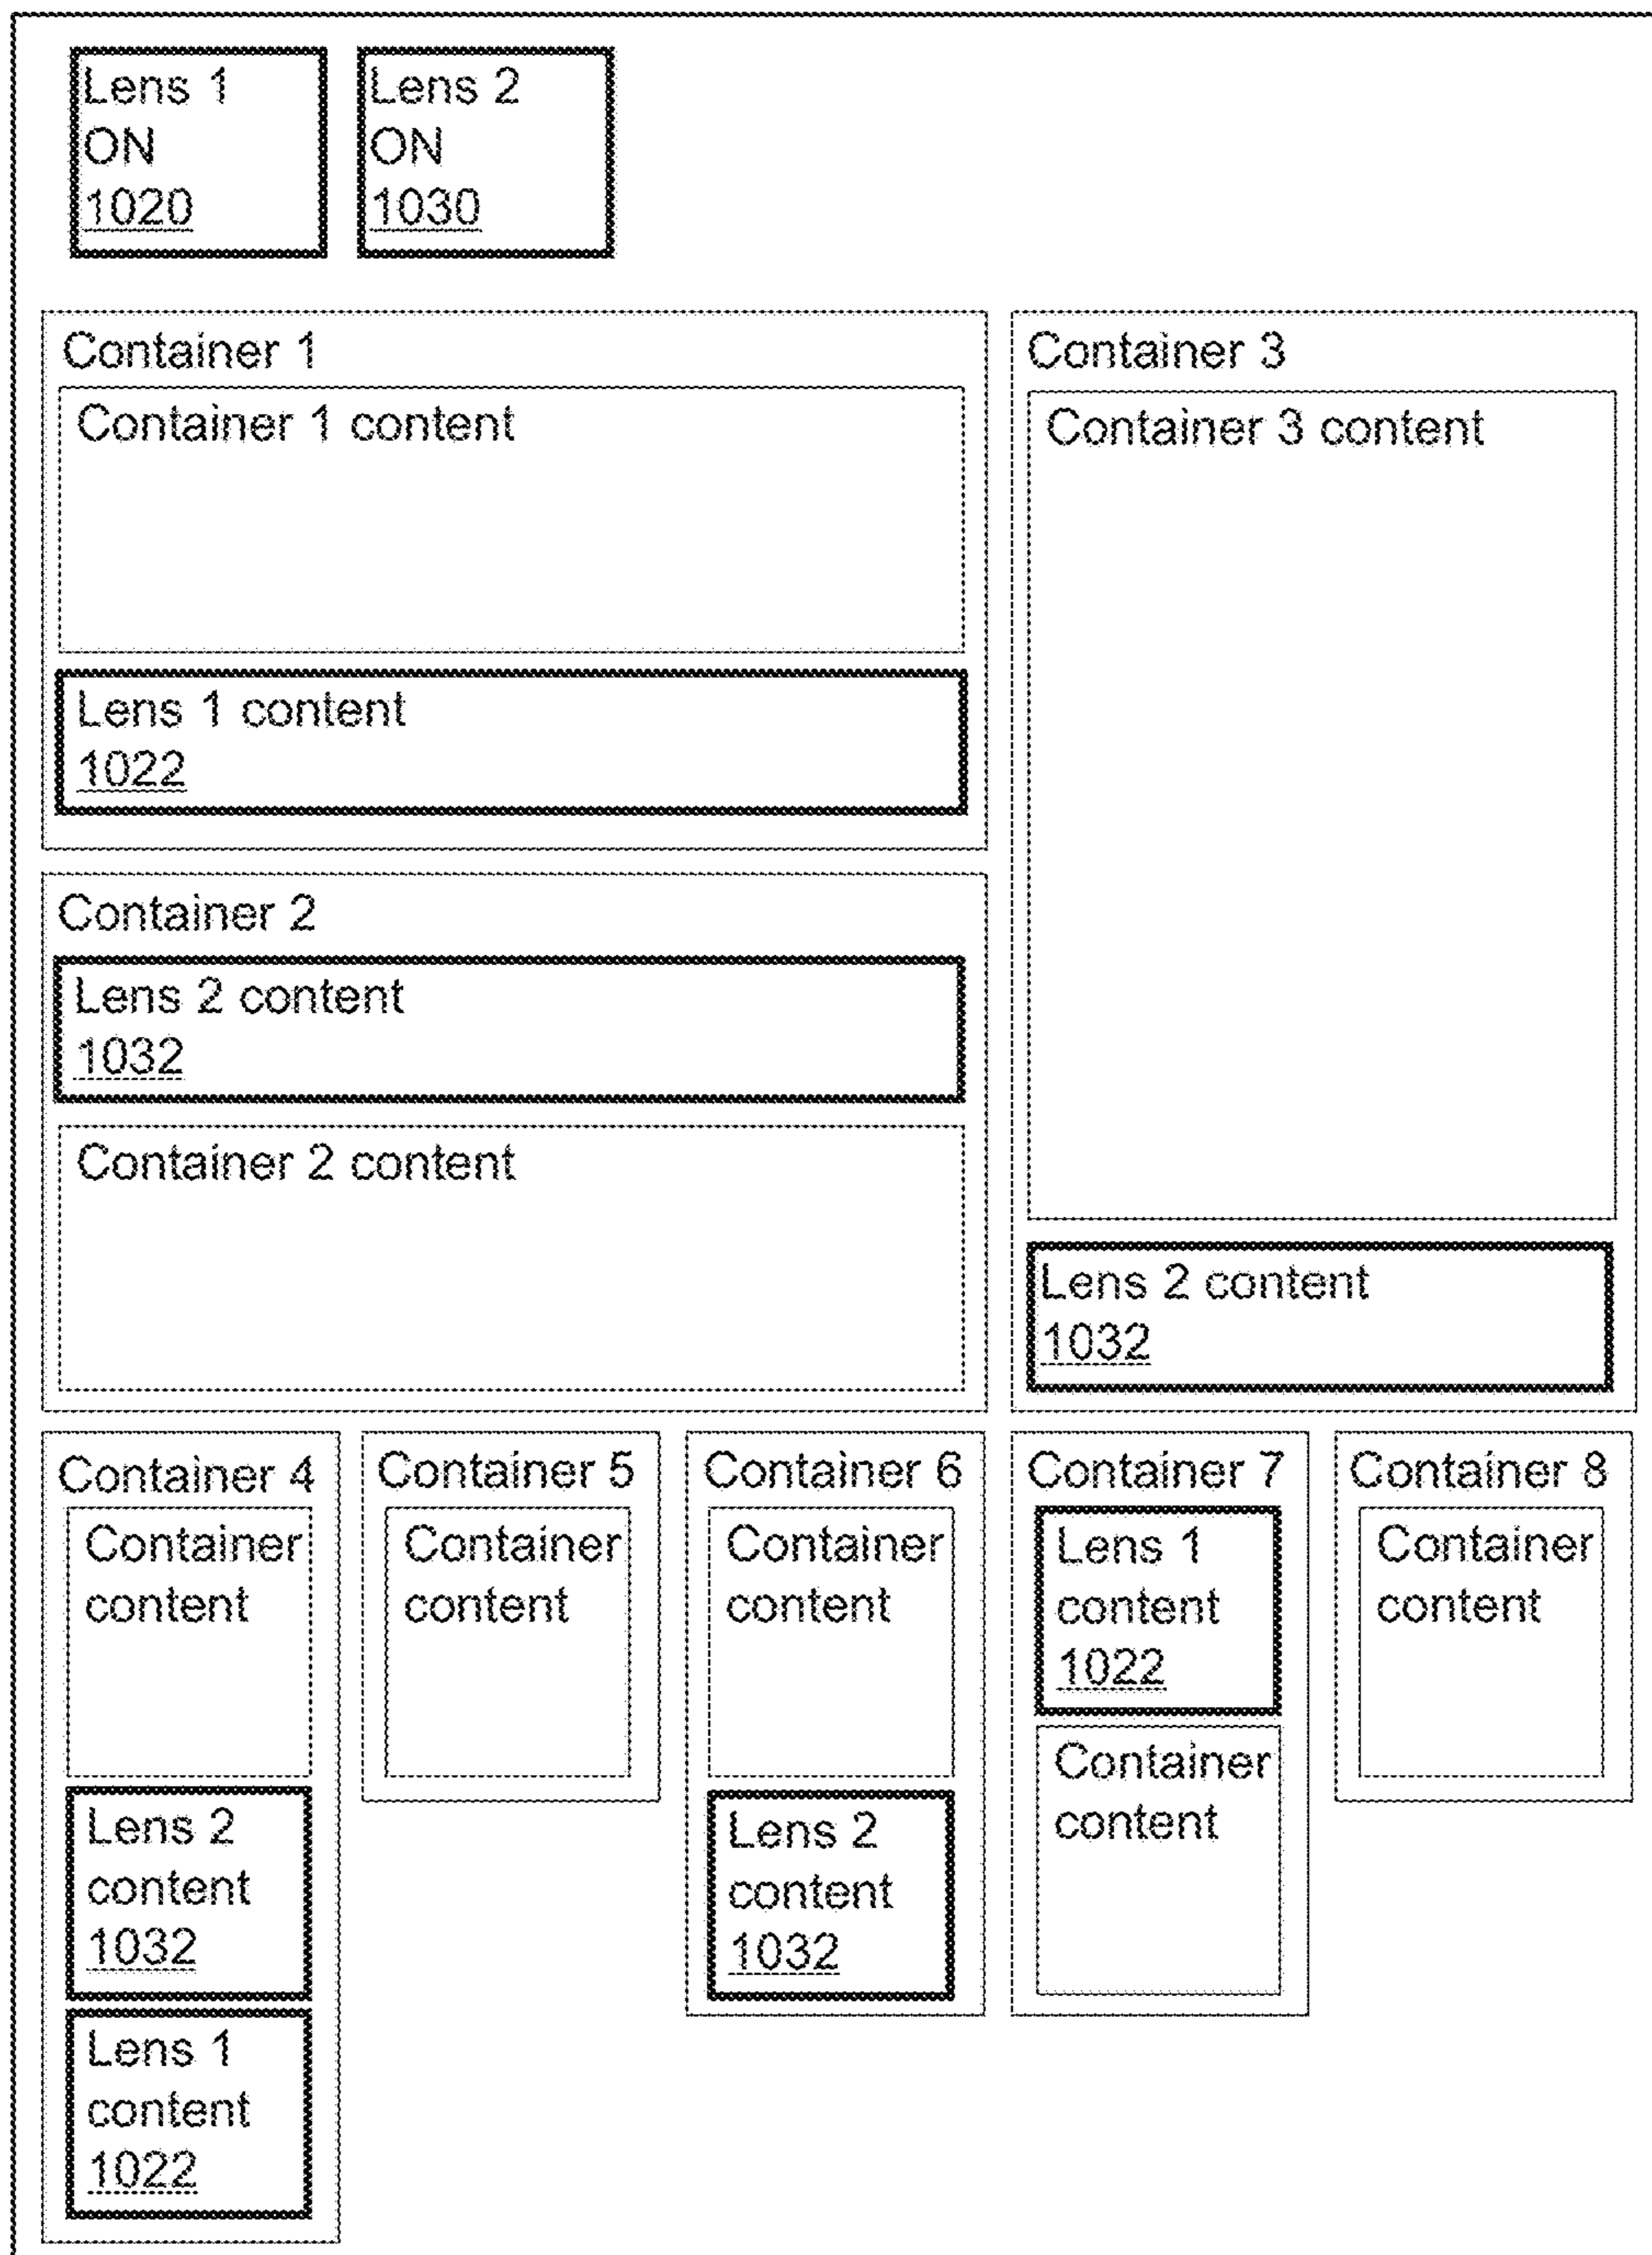 Lens 1
ON
1020
Lens 2
ON
1030
Container 1
Container 1 content
Lens 1 content
1022
Container 2
Lens 2 content
1032
Container 2 content
Container 3
Container 3 content
Lens 2 content
1032
Container 4
Container
content
Lens 2
content
1032
Lens 1
content
1022
Container 5
Container
content
Container 6
Container
content
Lens 2
content
1032
Container 7
Lens 1
content
1022
Container
content
Container 8
Container
content